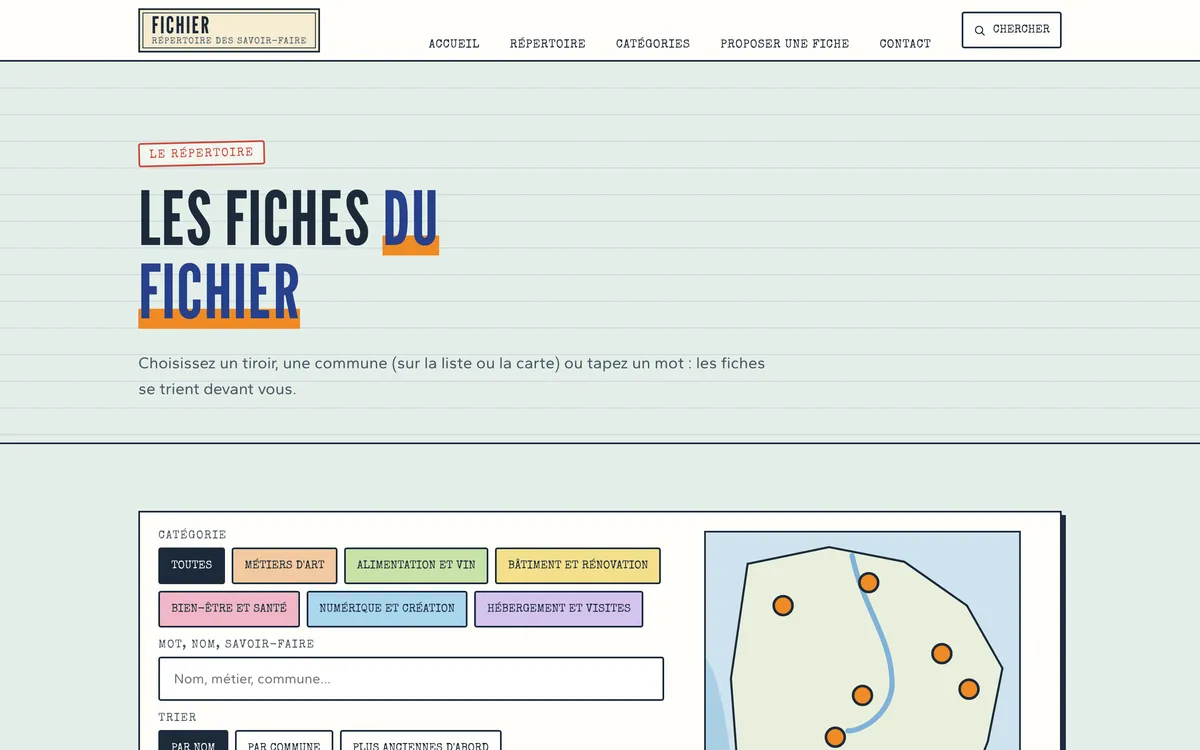 FICHIER
RÉPERTOIRE DES SAVOIR-FAIRE
ACCUEIL
RÉPERTOIRE
CATÉGORIES
PROPOSER UNE FICHE
CONTACT
CHERCHER
LE RÉPERTOIRE
LES FICHES DU
FICHIER
Choisissez un tiroir, une commune (sur la liste ou la carte) ou tapez un mot : les fiches
se trient devant vous.
CATÉGORIE
TOUTES
MÉTIERS D'ART
ALIMENTATION ET VIN
BÂTIMENT ET RÉNOVATION
BIEN-ÊTRE ET SANTÉ
NUMÉRIQUE ET CRÉATION
HÉBERGEMENT ET VISITES
MOT, NOM, SAVOIR-FAIRE
Nom, métier, commune...
TRIER
PAR NOM
PAR COMMUNE
PLUS ANCIENNES D'ABORD